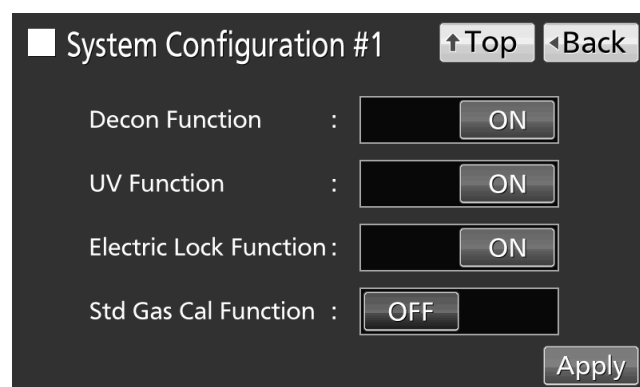 System Configuration #1 ↑Top ◂Back
Decon Function : ON
UV Function : ON
Electric Lock Function : ON
Std Gas Cal Function : OFF
Apply